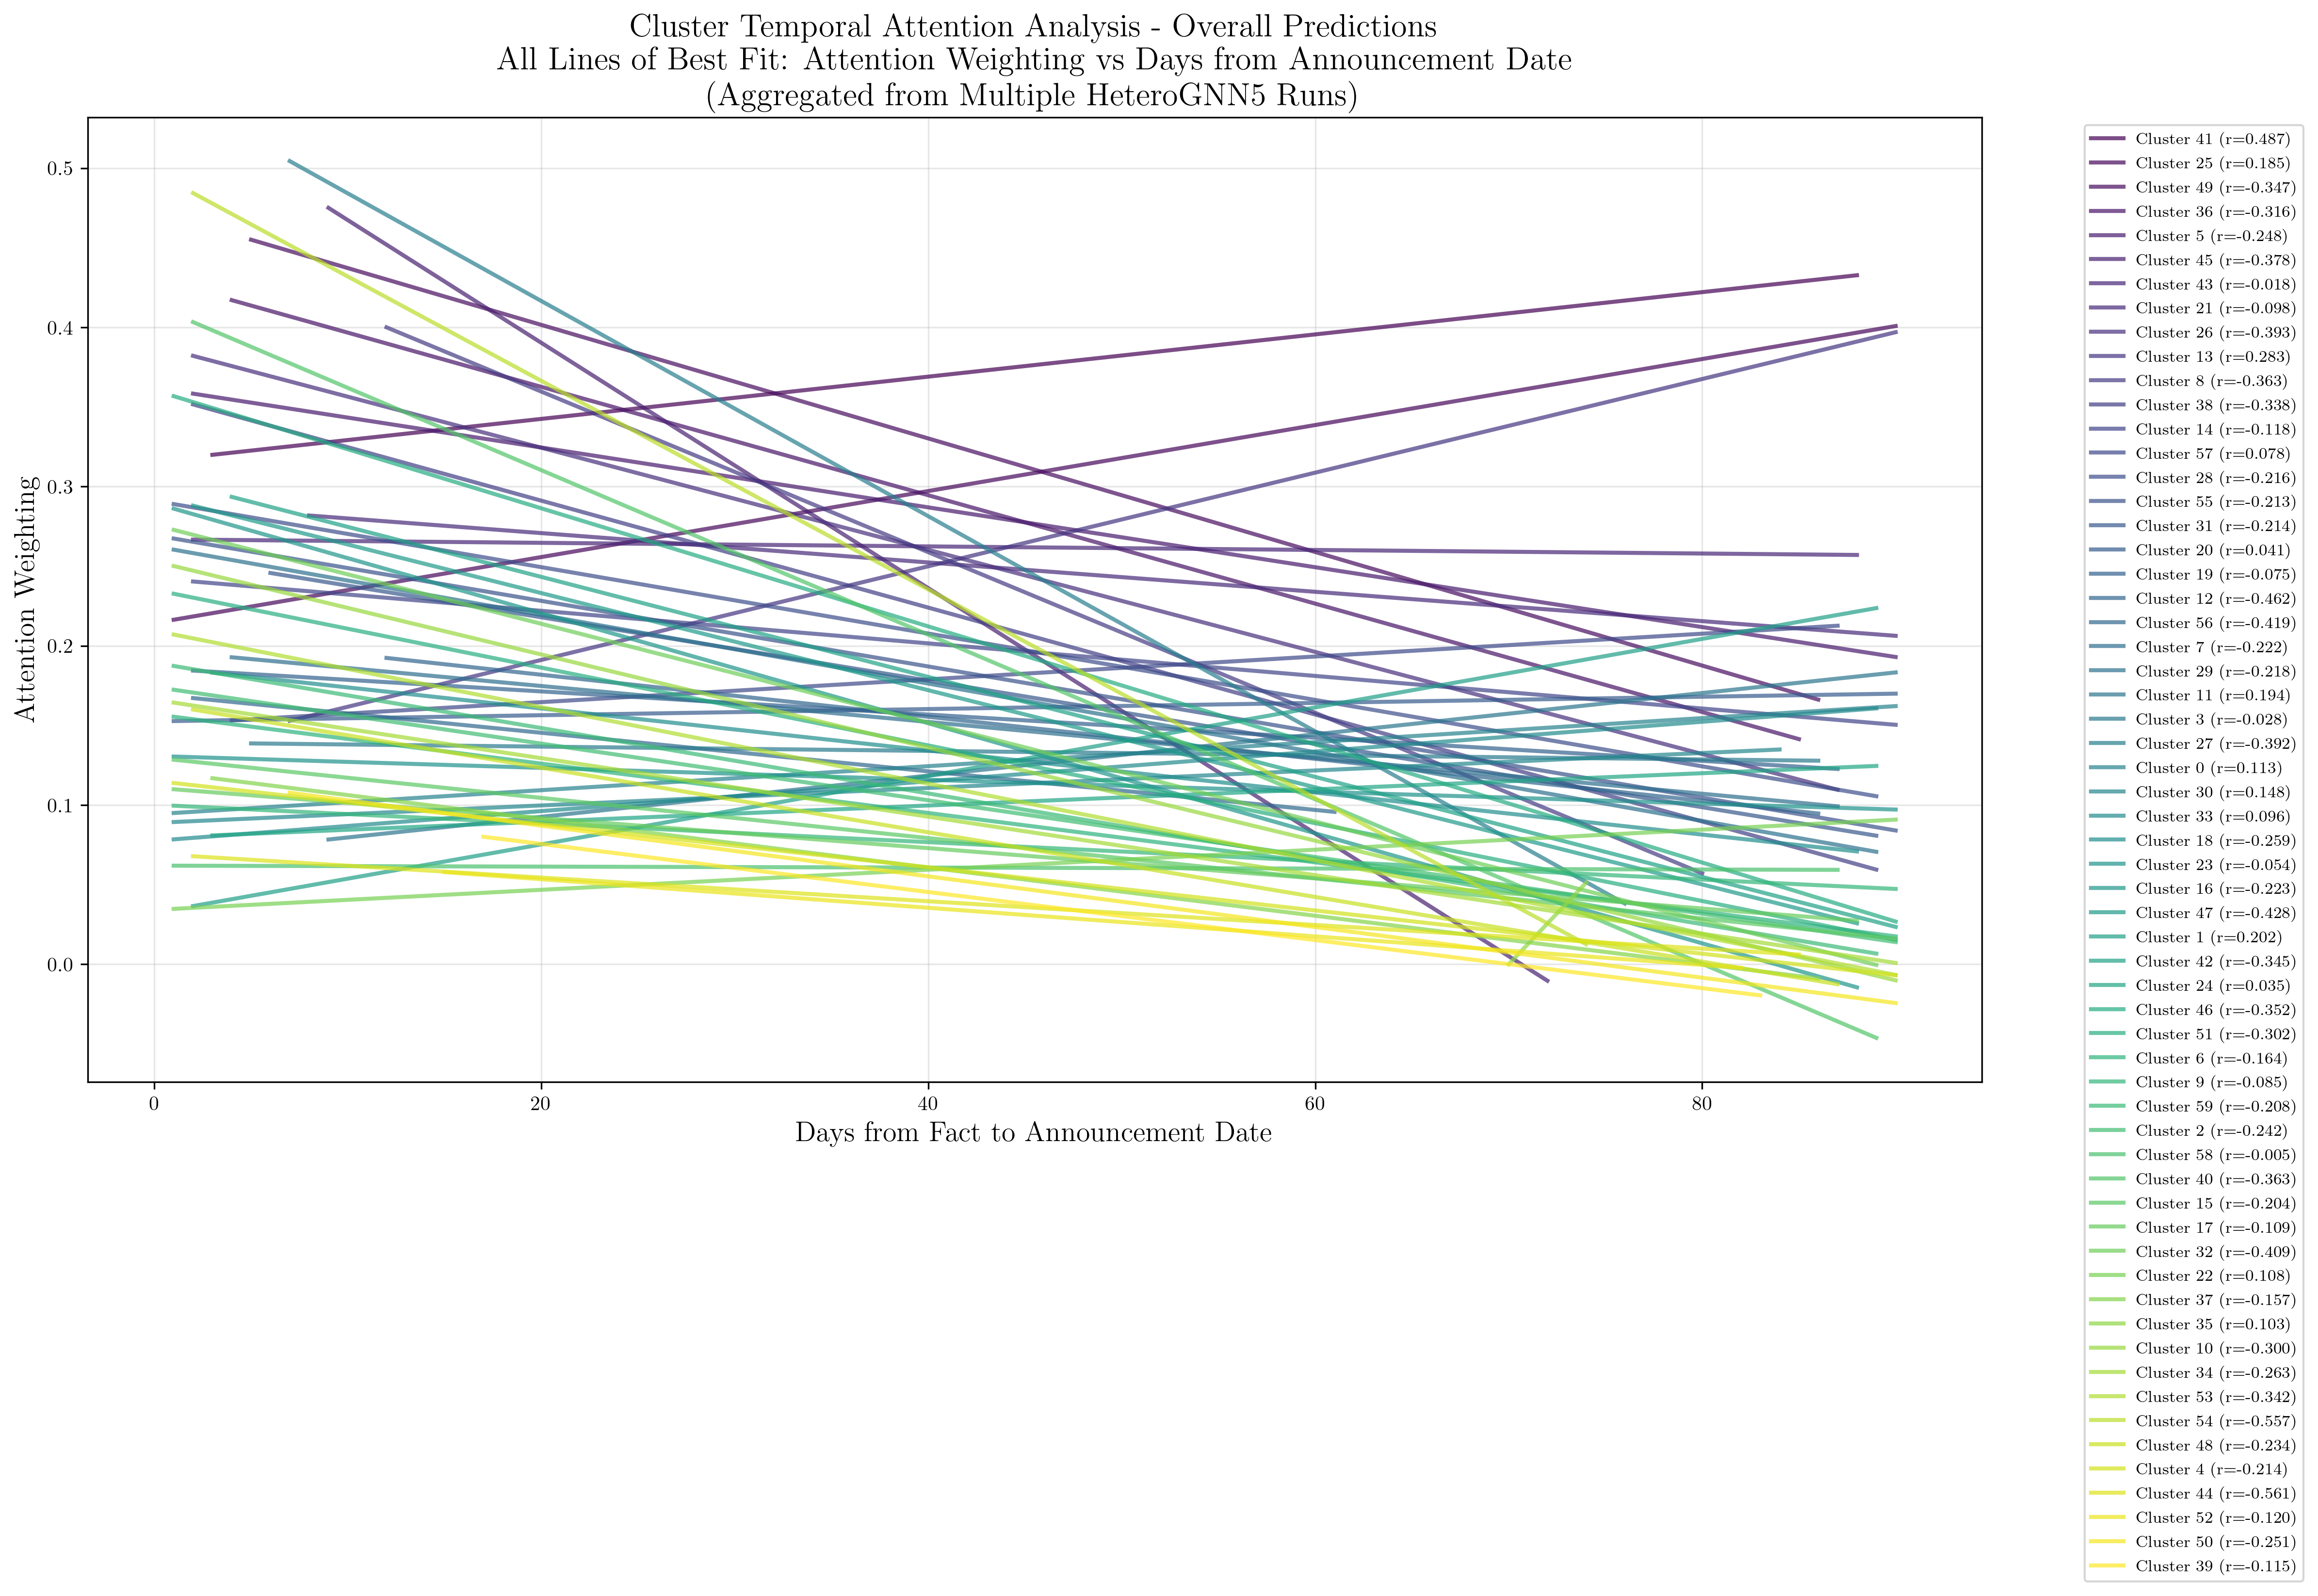 Cluster Temporal Attention Analysis - Overall Predictions
All Lines of Best Fit: Attention Weighting vs Days from Announcement Date
(Aggregated from Multiple HeteroGNN5 Runs)
Attention Weighting
0.5
0.4
0.3
0.2
0.1
0.0
0
20
40
60
80
Days from Fact to Announcement Date
Cluster 41 (r=0.487)
Cluster 25 (r=0.185)
Cluster 49 (r=-0.347)
Cluster 36 (r=-0.316)
Cluster 5 (r=-0.248)
Cluster 45 (r=-0.378)
Cluster 43 (r=-0.018)
Cluster 21 (r=-0.098)
Cluster 26 (r=-0.393)
Cluster 13 (r=0.283)
Cluster 8 (r=-0.363)
Cluster 38 (r=-0.338)
Cluster 14 (r=-0.118)
Cluster 57 (r=0.078)
Cluster 28 (r=-0.216)
Cluster 55 (r=-0.213)
Cluster 31 (r=-0.214)
Cluster 20 (r=0.041)
Cluster 19 (r=-0.075)
Cluster 12 (r=-0.462)
Cluster 56 (r=-0.419)
Cluster 7 (r=-0.222)
Cluster 29 (r=-0.218)
Cluster 11 (r=0.194)
Cluster 3 (r=-0.028)
Cluster 27 (r=-0.392)
Cluster 0 (r=0.113)
Cluster 30 (r=0.148)
Cluster 33 (r=0.096)
Cluster 18 (r=-0.259)
Cluster 23 (r=-0.054)
Cluster 16 (r=-0.223)
Cluster 47 (r=-0.428)
Cluster 1 (r=0.202)
Cluster 42 (r=-0.345)
Cluster 24 (r=0.035)
Cluster 46 (r=-0.352)
Cluster 51 (r=-0.302)
Cluster 6 (r=-0.164)
Cluster 9 (r=-0.085)
Cluster 59 (r=-0.208)
Cluster 2 (r=-0.242)
Cluster 58 (r=-0.005)
Cluster 40 (r=-0.363)
Cluster 15 (r=-0.204)
Cluster 17 (r=-0.109)
Cluster 32 (r=-0.409)
Cluster 22 (r=0.108)
Cluster 37 (r=-0.157)
Cluster 35 (r=0.103)
Cluster 10 (r=-0.300)
Cluster 34 (r=-0.263)
Cluster 53 (r=-0.342)
Cluster 54 (r=-0.557)
Cluster 48 (r=-0.234)
Cluster 4 (r=-0.214)
Cluster 44 (r=-0.561)
Cluster 52 (r=-0.120)
Cluster 50 (r=-0.251)
Cluster 39 (r=-0.115)